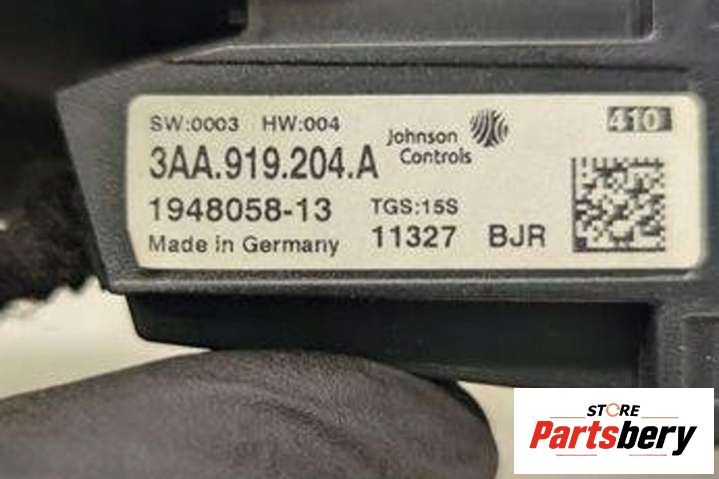 SW:0003 HW:004
410
Johnson
Controls
3AA.919.204.A
1948058-13 TGS:15S
Made in Germany 11327 BJR
STORE
Partsbery